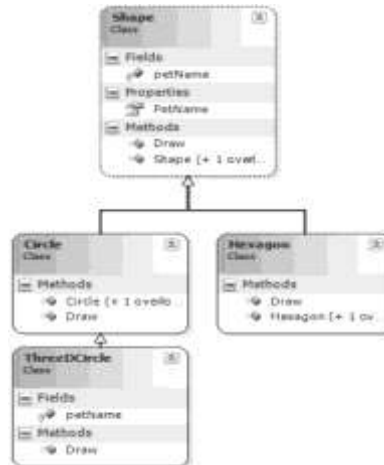 Shape
Class
Fields
petName
Properties
PetName
Methods
Draw
Shape (+ 1 overl...
Circle
Class
Methods
Circle (+ 1 overlo...
Draw
Hexagon
Class
Methods
Draw
Hexagon (+ 1 ov...
ThreeDCircle
Class
Fields
petName
Methods
Draw